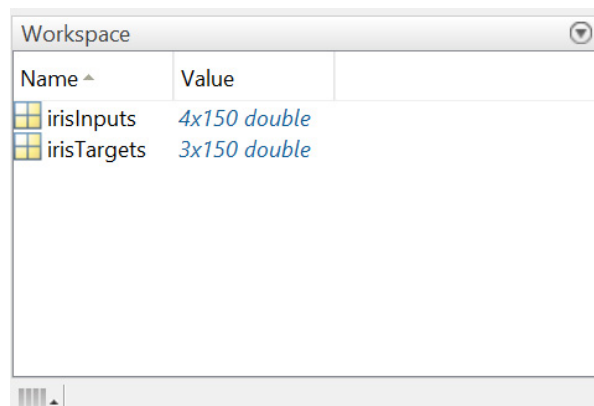 Workspace
Name Value
irisInputs 4x150 double
irisTargets 3x150 double